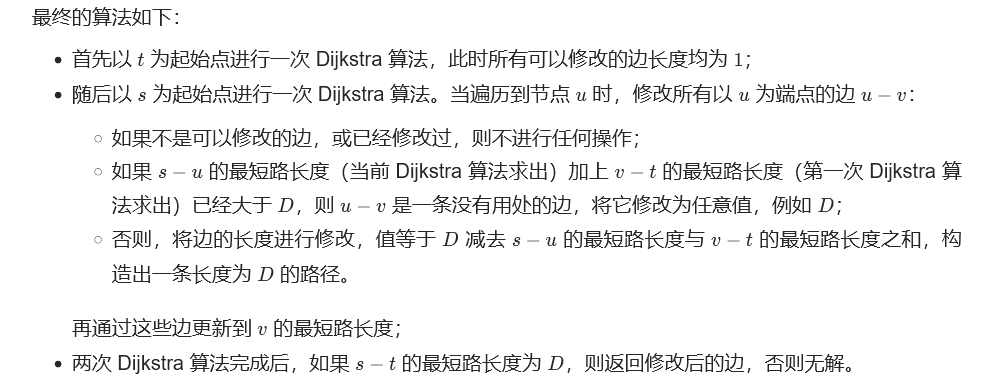 最终的算法如下：
• 首先以 t 为起始点进行一次 Dijkstra 算法，此时所有可以修改的边长度均为 1；
• 随后以 s 为起始点进行一次 Dijkstra 算法。当遍历到节点 u 时，修改所有以 u 为端点的边 u − v：
○ 如果不是可以修改的边，或已经修改过，则不进行任何操作；
○ 如果 s − u 的最短路长度（当前 Dijkstra 算法求出）加上 v − t 的最短路长度（第一次 Dijkstra 算
法求出）已经大于 D，则 u − v 是一条没有用处的边，将它修改为任意值，例如 D；
○ 否则，将边的长度进行修改，值等于 D 减去 s − u 的最短路长度与 v − t 的最短路长度之和，构
造出一条长度为 D 的路径。
再通过这些边更新到 v 的最短路长度；
• 两次 Dijkstra 算法完成后，如果 s − t 的最短路长度为 D，则返回修改后的边，否则无解。